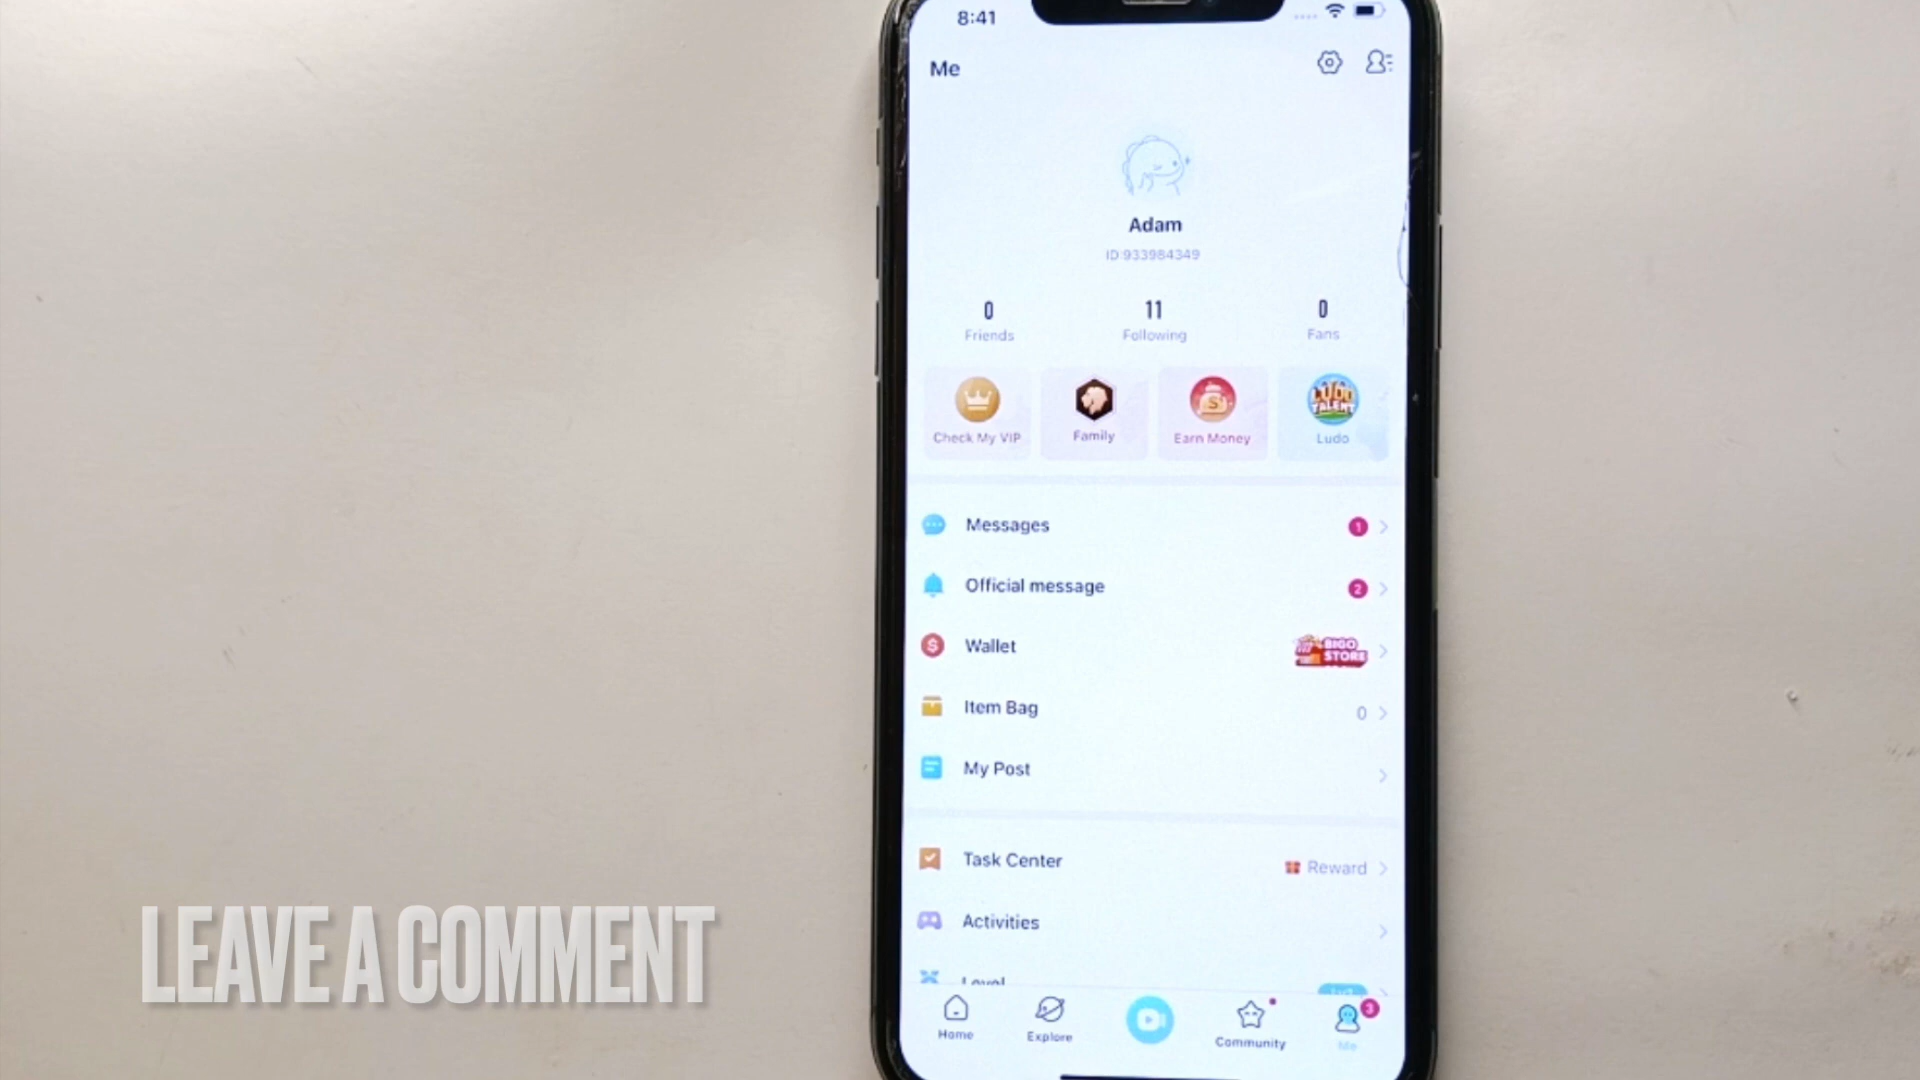 8:41
Me
Adam
ID:933984349
0 11 0
Friends Following Fans
LUDO
TALENT
Check My VIP Family Earn Money Ludo
Messages 1
Official message 2
Wallet BIGO
STORE
Item Bag 0
My Post
Task Center Reward
Activities
Level
Home Explore Community Me 3
LEAVE A COMMENT